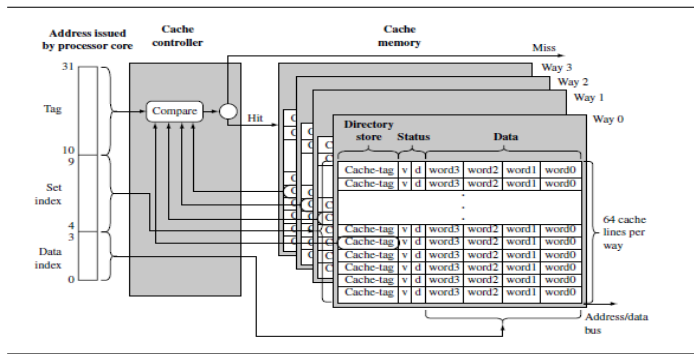 Address issued
by processor core
Cache
controller
Cache
memory
Miss
31
Way 3
Way 2
Way 1
Way 0
Tag
Compare
Hit
10
9
Directory
store Status Data
Cache-tag v d word3 word2 word1 word0
Cache-tag v d word3 word2 word1 word0
Set
index
.
.
.
64 cache
lines per
way
4
3
Cache-tag v d word3 word2 word1 word0
Cache-tag v d word3 word2 word1 word0
Cache-tag v d word3 word2 word1 word0
Cache-tag v d word3 word2 word1 word0
Cache-tag v d word3 word2 word1 word0
Cache-tag v d word3 word2 word1 word0
Data
index
0
Address/data
bus